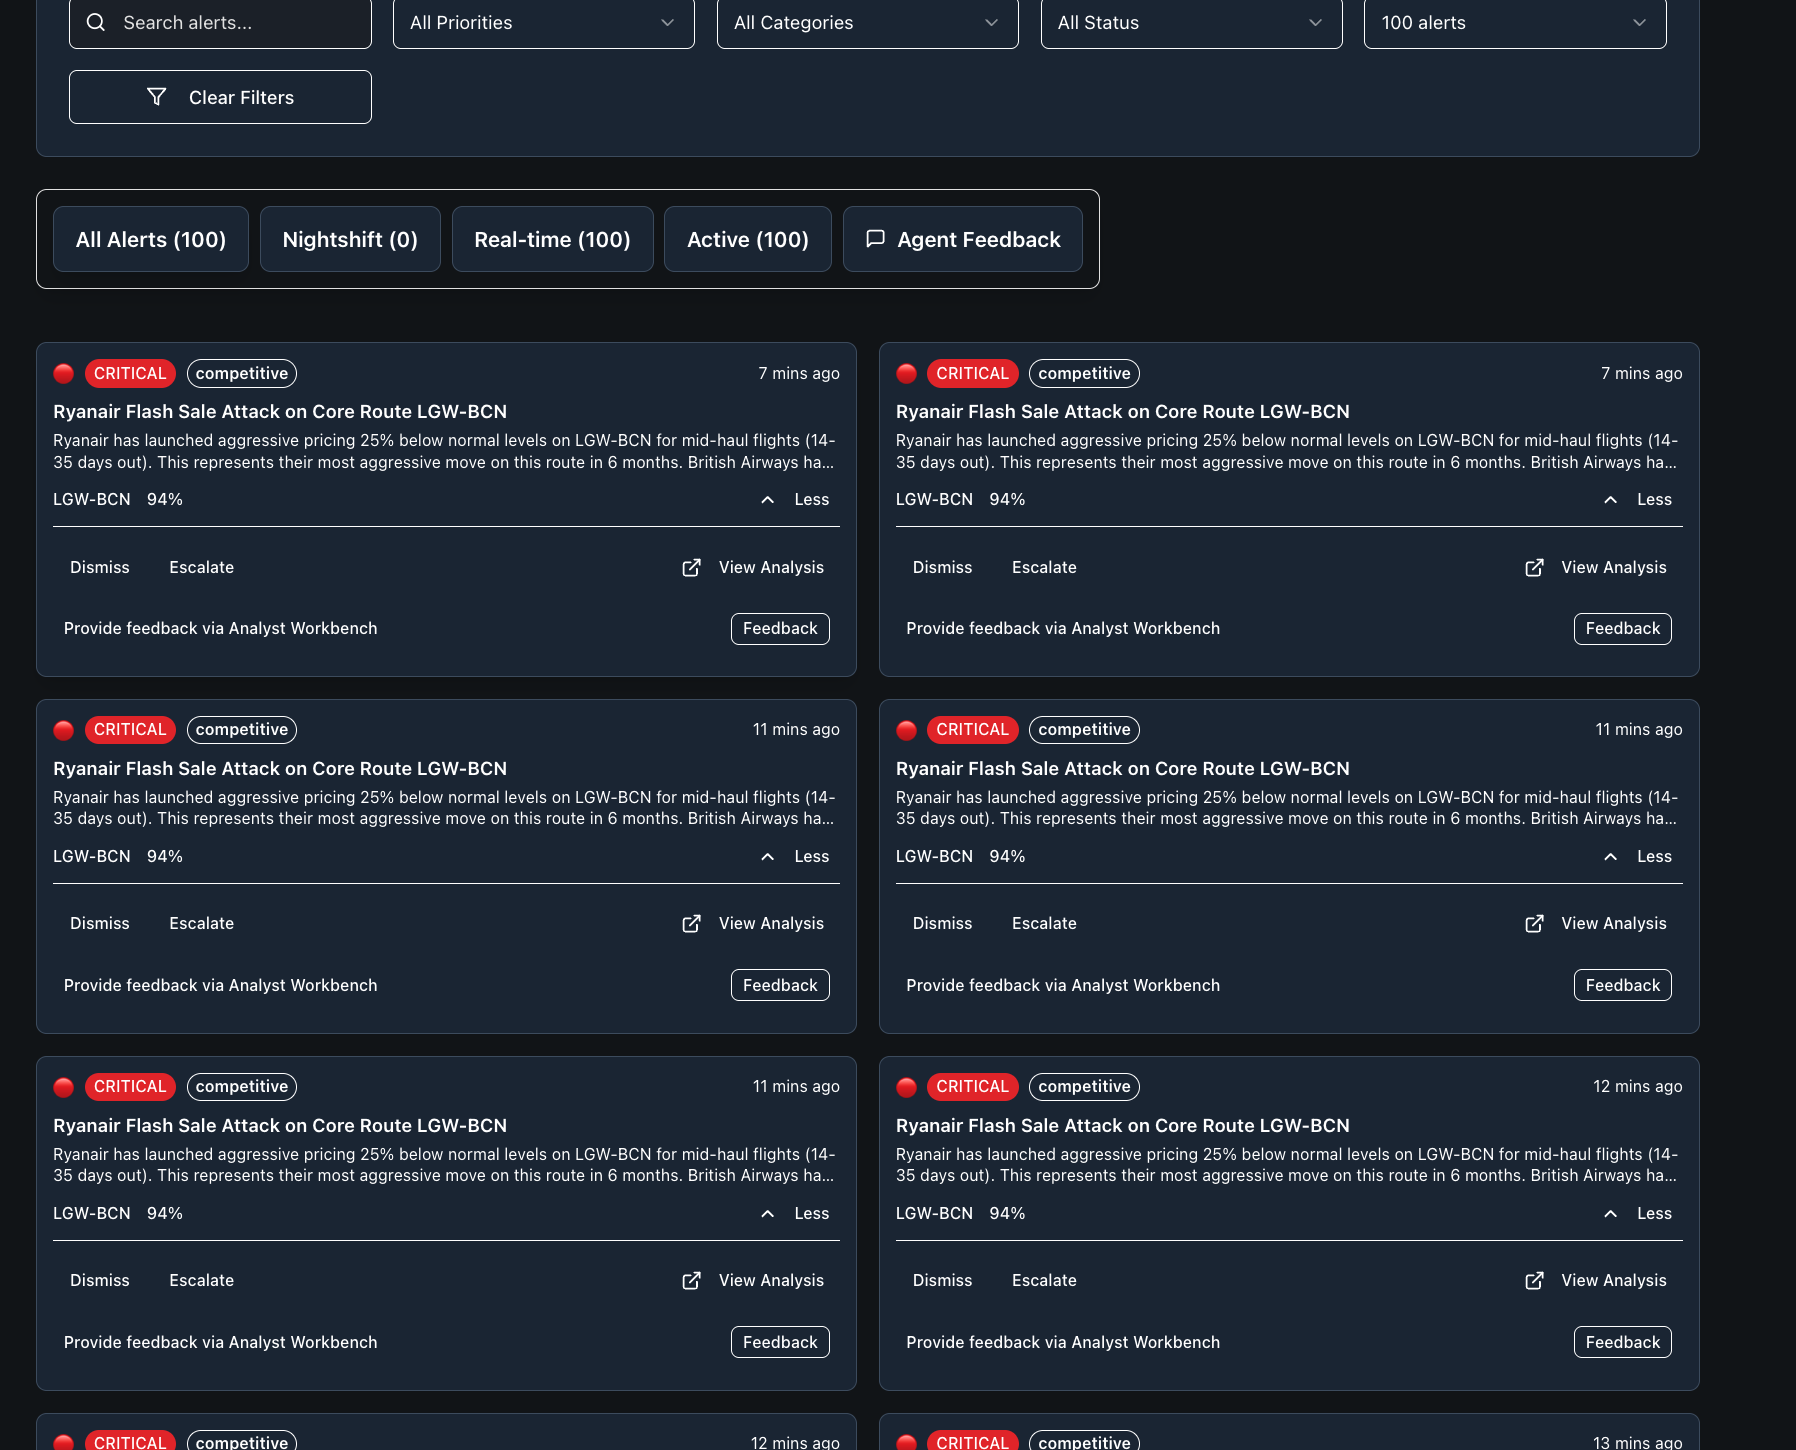 Search alerts...
All Priorities
All Categories
All Status
100 alerts
Clear Filters
All Alerts (100)
Nightshift (0)
Real-time (100)
Active (100)
Agent Feedback
CRITICAL competitive 7 mins ago
Ryanair Flash Sale Attack on Core Route LGW-BCN
Ryanair has launched aggressive pricing 25% below normal levels on LGW-BCN for mid-haul flights (14-
35 days out). This represents their most aggressive move on this route in 6 months. British Airways ha...
LGW-BCN 94% Less
Dismiss Escalate View Analysis
Provide feedback via Analyst Workbench Feedback
CRITICAL competitive 7 mins ago
Ryanair Flash Sale Attack on Core Route LGW-BCN
Ryanair has launched aggressive pricing 25% below normal levels on LGW-BCN for mid-haul flights (14-
35 days out). This represents their most aggressive move on this route in 6 months. British Airways ha...
LGW-BCN 94% Less
Dismiss Escalate View Analysis
Provide feedback via Analyst Workbench Feedback
CRITICAL competitive 11 mins ago
Ryanair Flash Sale Attack on Core Route LGW-BCN
Ryanair has launched aggressive pricing 25% below normal levels on LGW-BCN for mid-haul flights (14-
35 days out). This represents their most aggressive move on this route in 6 months. British Airways ha...
LGW-BCN 94% Less
Dismiss Escalate View Analysis
Provide feedback via Analyst Workbench Feedback
CRITICAL competitive 11 mins ago
Ryanair Flash Sale Attack on Core Route LGW-BCN
Ryanair has launched aggressive pricing 25% below normal levels on LGW-BCN for mid-haul flights (14-
35 days out). This represents their most aggressive move on this route in 6 months. British Airways ha...
LGW-BCN 94% Less
Dismiss Escalate View Analysis
Provide feedback via Analyst Workbench Feedback
CRITICAL competitive 11 mins ago
Ryanair Flash Sale Attack on Core Route LGW-BCN
Ryanair has launched aggressive pricing 25% below normal levels on LGW-BCN for mid-haul flights (14-
35 days out). This represents their most aggressive move on this route in 6 months. British Airways ha...
LGW-BCN 94% Less
Dismiss Escalate View Analysis
Provide feedback via Analyst Workbench Feedback
CRITICAL competitive 12 mins ago
Ryanair Flash Sale Attack on Core Route LGW-BCN
Ryanair has launched aggressive pricing 25% below normal levels on LGW-BCN for mid-haul flights (14-
35 days out). This represents their most aggressive move on this route in 6 months. British Airways ha...
LGW-BCN 94% Less
Dismiss Escalate View Analysis
Provide feedback via Analyst Workbench Feedback
CRITICAL competitive 12 mins ago
CRITICAL competitive 13 mins ago